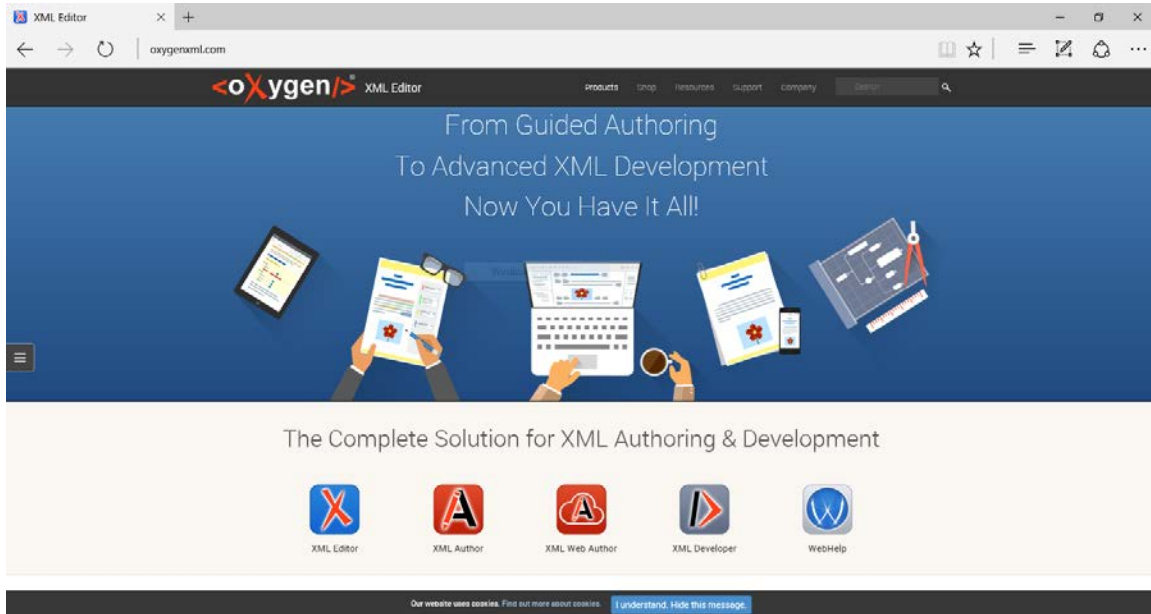 XML Editor
oxygenxml.com
<oXygen/>® XML Editor
Products Shop Resources Support Company Search
From Guided Authoring
To Advanced XML Development
Now You Have It All!
The Complete Solution for XML Authoring & Development
XML Editor XML Author XML Web Author XML Developer WebHelp
Our website uses cookies. Find out more about cookies. I understand. Hide this message.